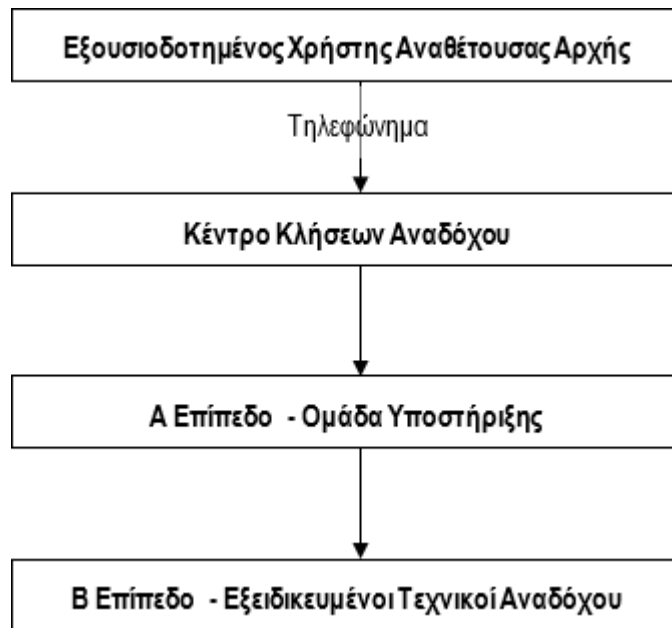 Εξουσιοδοτημένος Χρήστης Αναθέτουσας Αρχής
Τηλεφώνημα
Κέντρο Κλήσεων Αναδόχου
Α Επίπεδο - Ομάδα Υποστήριξης
Β Επίπεδο - Εξειδικευμένοι Τεχνικοί Αναδόχου